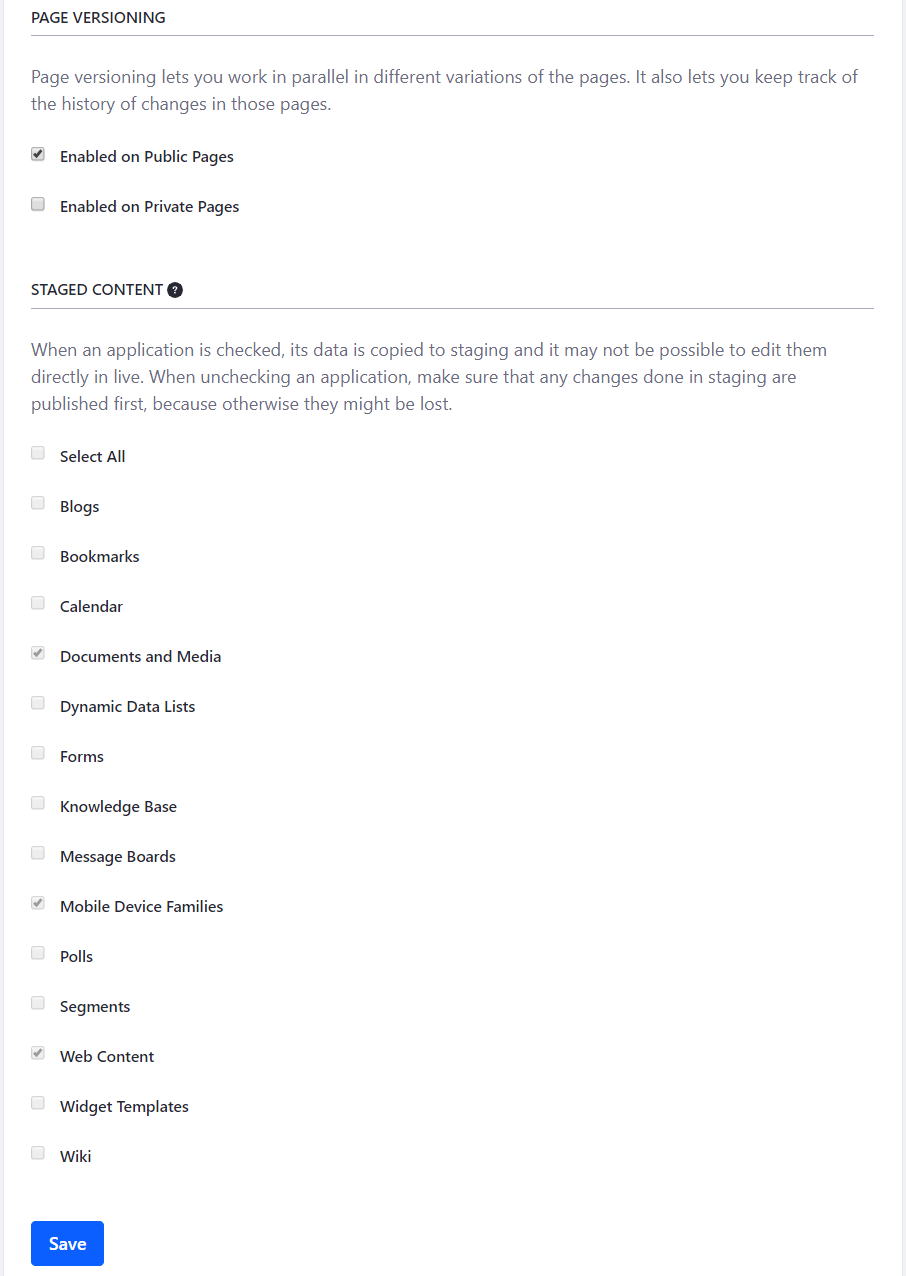 PAGE VERSIONING
Page versioning lets you work in parallel in different variations of the pages. It also lets you keep track of
the history of changes in those pages.
Enabled on Public Pages
Enabled on Private Pages
STAGED CONTENT ?
When an application is checked, its data is copied to staging and it may not be possible to edit them
directly in live. When unchecking an application, make sure that any changes done in staging are
published first, because otherwise they might be lost.
Select All
Blogs
Bookmarks
Calendar
Documents and Media
Dynamic Data Lists
Forms
Knowledge Base
Message Boards
Mobile Device Families
Polls
Segments
Web Content
Widget Templates
Wiki
Save